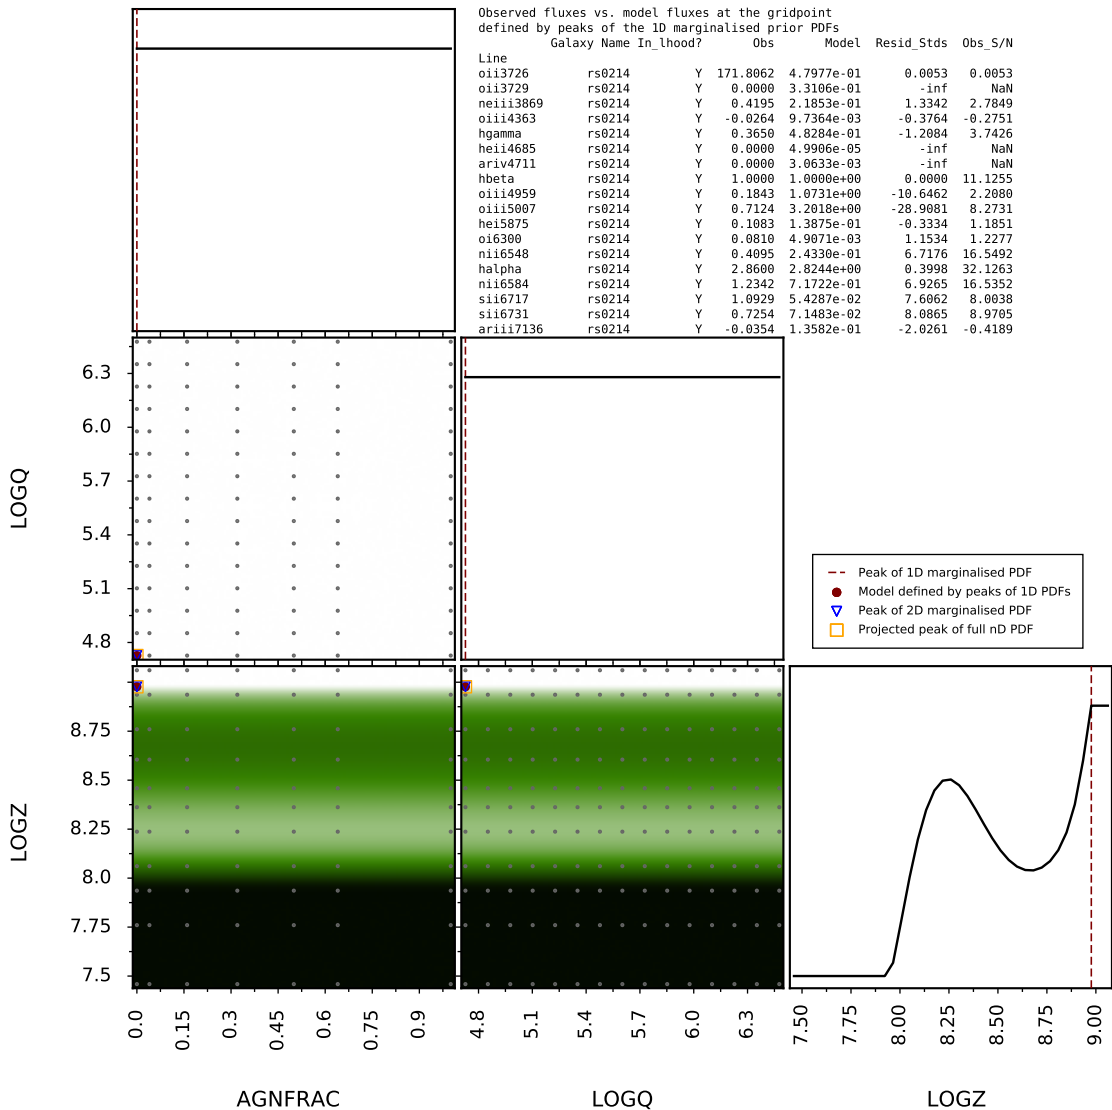 Observed fluxes vs. model fluxes at the gridpoint
defined by peaks of the 1D marginalised prior PDFs
Galaxy Name In_lhood? Obs Model Resid_Stds Obs_S/N
Line
oii3726 rs0214 Y 171.8062 4.7977e-01 0.0053 0.0053
oii3729 rs0214 Y 0.0000 3.3106e-01 -inf NaN
neiii3869 rs0214 Y 0.4195 2.1853e-01 1.3342 2.7849
oiii4363 rs0214 Y -0.0264 9.7364e-03 -0.3764 -0.2751
hgamma rs0214 Y 0.3650 4.8284e-01 -1.2084 3.7426
heii4685 rs0214 Y 0.0000 4.9906e-05 -inf NaN
ariv4711 rs0214 Y 0.0000 3.0633e-03 -inf NaN
hbeta rs0214 Y 1.0000 1.0000e+00 0.0000 11.1255
oiii4959 rs0214 Y 0.1843 1.0731e+00 -10.6462 2.2080
oiii5007 rs0214 Y 0.7124 3.2018e+00 -28.9081 8.2731
hei5875 rs0214 Y 0.1083 1.3875e-01 -0.3334 1.1851
oi6300 rs0214 Y 0.0810 4.9071e-03 1.1534 1.2277
nii6548 rs0214 Y 0.4095 2.4330e-01 6.7176 16.5492
halpha rs0214 Y 2.8600 2.8244e+00 0.3998 32.1263
nii6584 rs0214 Y 1.2342 7.1722e-01 6.9265 16.5352
sii6717 rs0214 Y 1.0929 5.4287e-02 7.6062 8.0038
sii6731 rs0214 Y 0.7254 7.1483e-02 8.0865 8.9705
ariii7136 rs0214 Y -0.0354 1.3582e-01 -2.0261 -0.4189
6.3
6.0
5.7
5.4
5.1
4.8
LOGQ
Peak of 1D marginalised PDF
Model defined by peaks of 1D PDFs
Peak of 2D marginalised PDF
Projected peak of full nD PDF
8.75
8.5
8.25
8.0
7.75
7.5
LOGZ
0.0 0.15 0.3 0.45 0.6 0.75 0.9
4.8 5.1 5.4 5.7 6.0 6.3
7.50 7.75 8.00 8.25 8.50 8.75 9.00
AGNFRAC LOGQ LOGZ